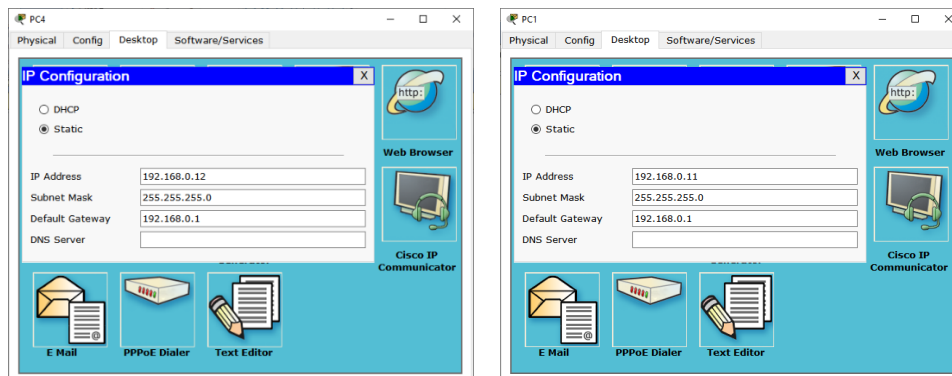 PC4
Physical Config Desktop Software/Services
IP Configuration X
DHCP
Static
IP Address 192.168.0.12
Subnet Mask 255.255.255.0
Default Gateway 192.168.0.1
DNS Server
http:
Web Browser
Cisco IP
Communicator
E Mail
PPPoE Dialer
Text Editor
PC1
Physical Config Desktop Software/Services
IP Configuration X
DHCP
Static
IP Address 192.168.0.11
Subnet Mask 255.255.255.0
Default Gateway 192.168.0.1
DNS Server
http:
Web Browser
Cisco IP
Communicator
E Mail
PPPoE Dialer
Text Editor